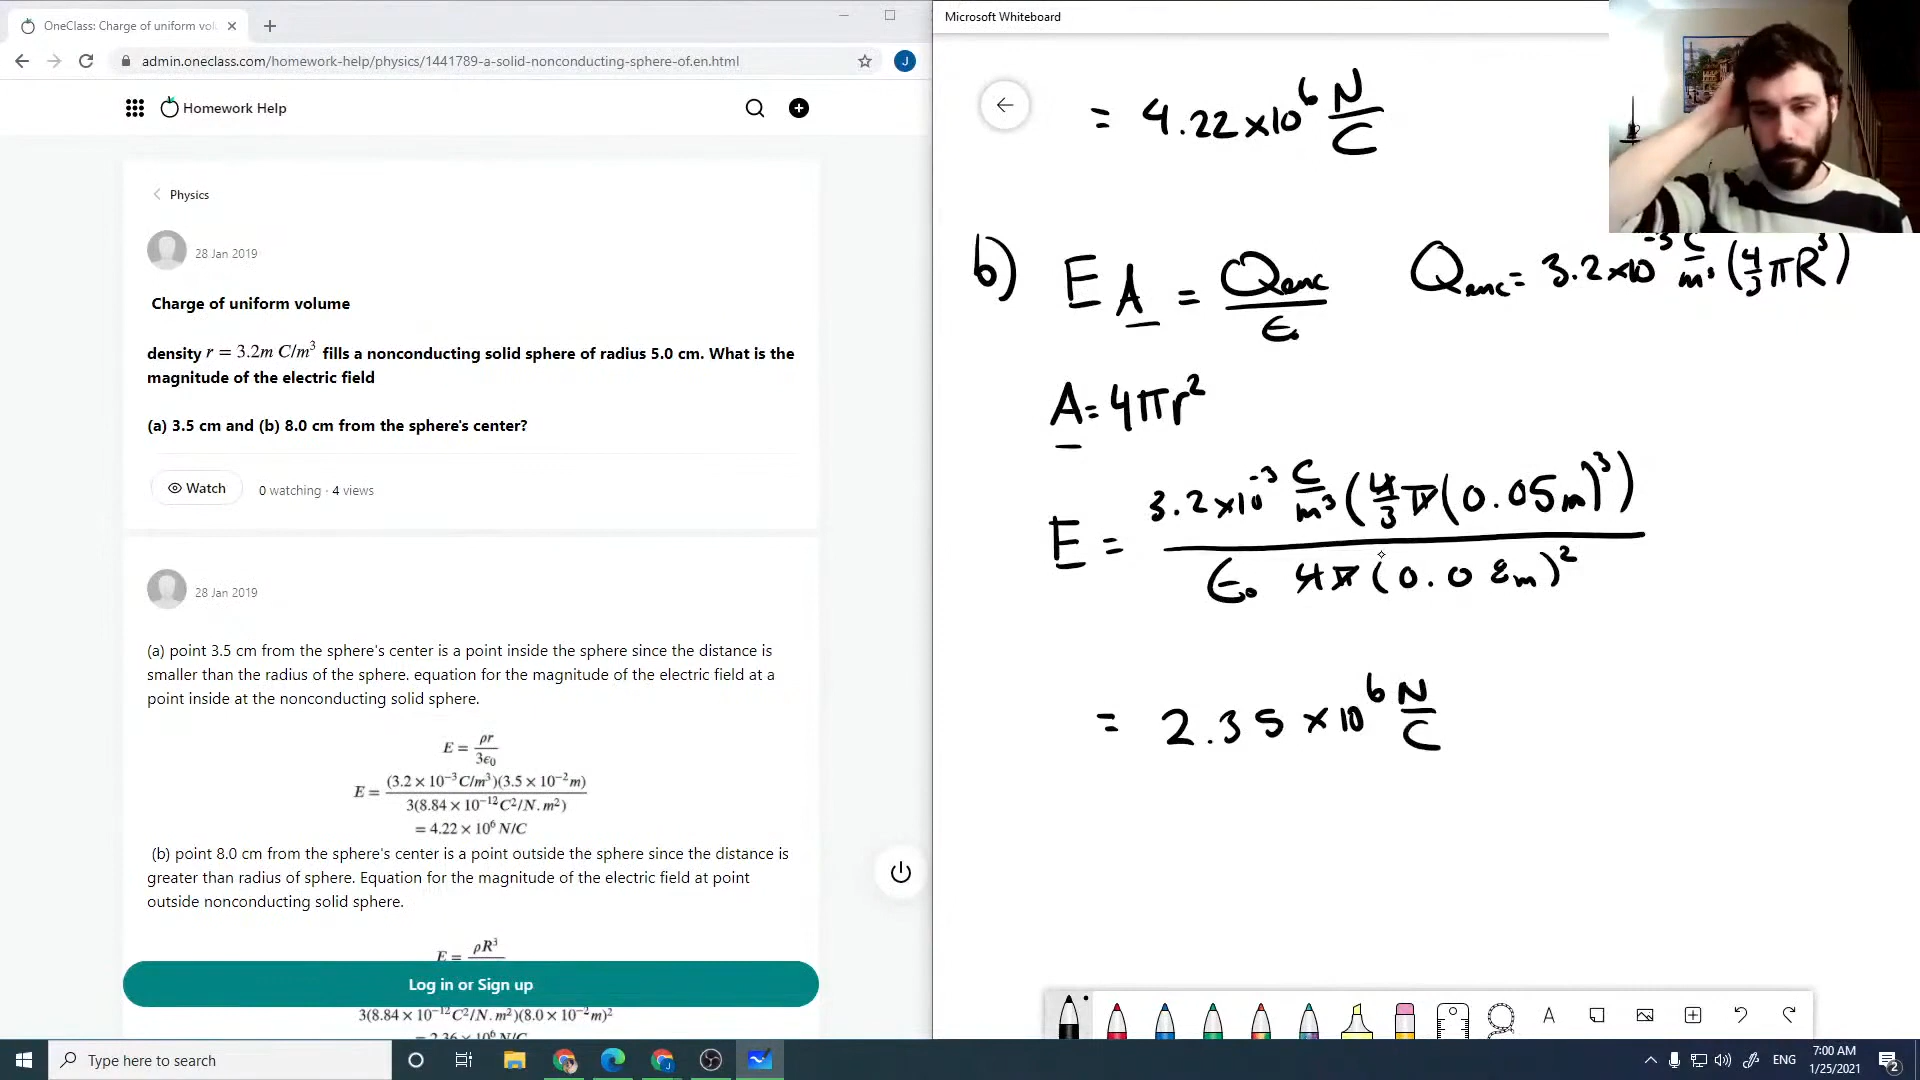 OneClass: Charge of uniform volu
admin.oneclass.com/homework-help/physics/1441789-a-solid-nonconducting-sphere-of.en.html
J
Homework Help
Physics
28 Jan 2019
Charge of uniform volume
density r = 3.2m C/m³ fills a nonconducting solid sphere of radius 5.0 cm. What is the
magnitude of the electric field
(a) 3.5 cm and (b) 8.0 cm from the sphere's center?
Watch 0 watching · 4 views
28 Jan 2019
(a) point 3.5 cm from the sphere's center is a point inside the sphere since the distance is
smaller than the radius of the sphere. equation for the magnitude of the electric field at a
point inside at the nonconducting solid sphere.
E = ρr / 3ϵ₀
E = (3.2 × 10⁻³ C/m³)(3.5 × 10⁻² m) / 3(8.84 × 10⁻¹² C²/N. m²)
= 4.22 × 10⁶ N/C
(b) point 8.0 cm from the sphere's center is a point outside the sphere since the distance is
greater than radius of sphere. Equation for the magnitude of the electric field at point
outside nonconducting solid sphere.
E = ρR³
Log in or Sign up
3(8.84 × 10⁻¹² C²/N. m²)(8.0 × 10⁻² m)²
= 2.36 × 10⁶ N/C
Microsoft Whiteboard
= 4.22 x10⁶ N/C
b) EA = Qenc / ϵ₀ Qenc = 3.2 x10⁻³ C/m³ (4/3 πR³)
A = 4πr²
E = 3.2 x10⁻³ C/m³ (4/3 π(0.05m)³) / ϵ₀ 4π(0.08m)²
= 2.35 x10⁶ N/C
A
Type here to search
ENG
7:00 AM
1/25/2021
2